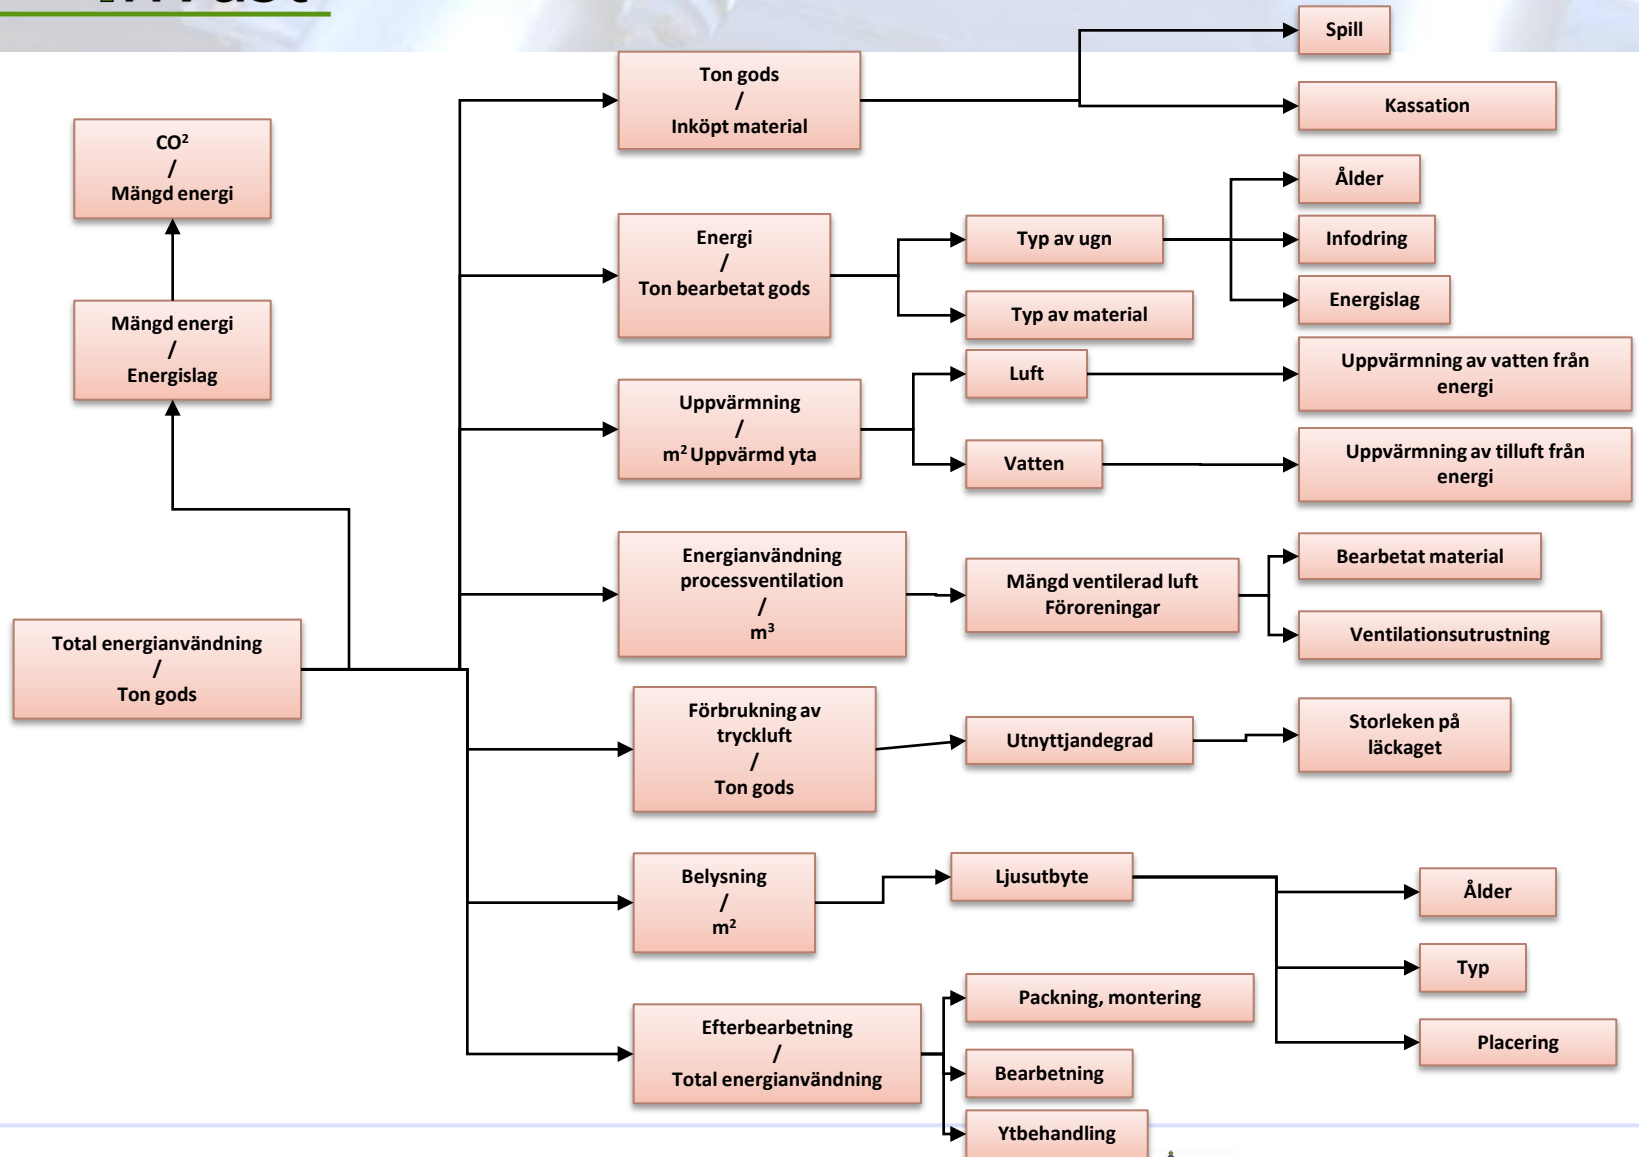 Spill
Ton gods
/
Inköpt material
Kassation
CO²
/
Mängd energi
Ålder
Energi
/
Ton bearbetat gods
Typ av ugn
Infodring
Energislag
Typ av material
Mängd energi
/
Energislag
Uppvärmning
/
m² Uppvärmd yta
Luft
Uppvärmning av vatten från
energi
Vatten
Uppvärmning av tilluft från
energi
Energianvändning
processventilation
/
m³
Mängd ventilerad luft
Föroreningar
Bearbetat material
Ventilationsutrustning
Total energianvändning
/
Ton gods
Förbrukning av
tryckluft
/
Ton gods
Utnyttjandegrad
Storleken på
läckaget
Belysning
/
m²
Ljusutbyte
Ålder
Typ
Placering
Efterbearbetning
/
Total energianvändning
Packning, montering
Bearbetning
Ytbehandling